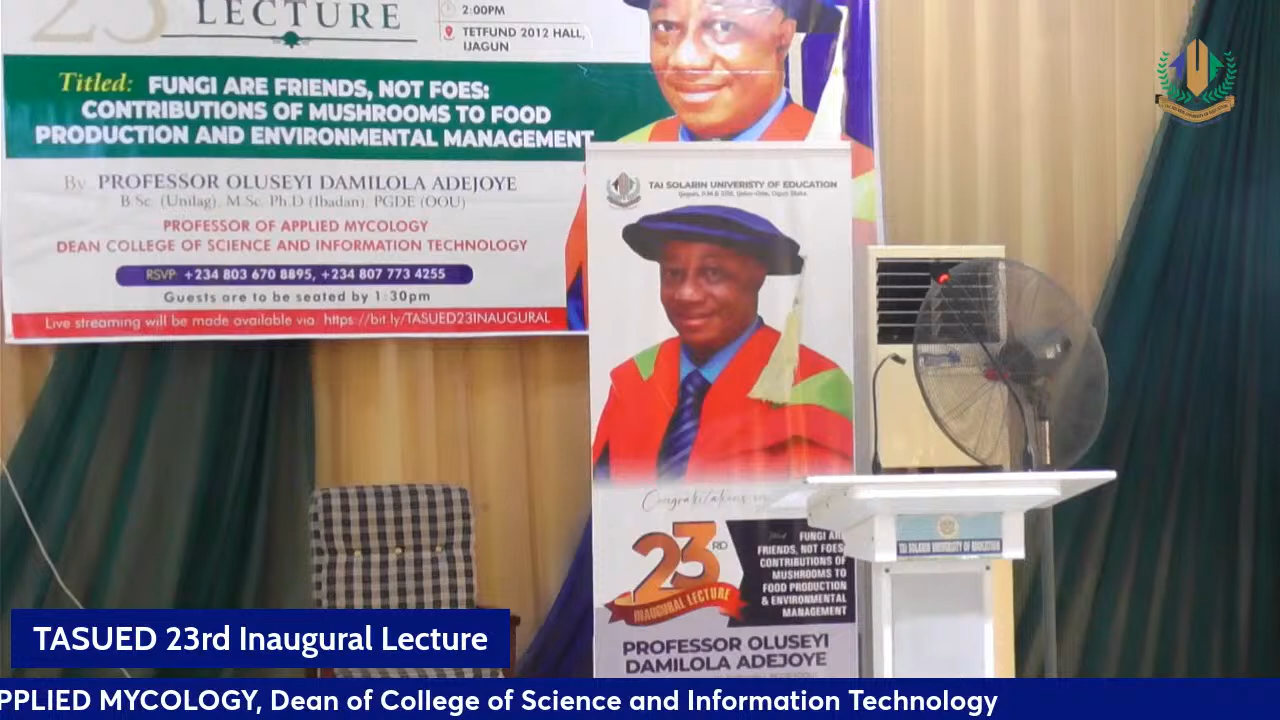 23
LECTURE
2:00PM
TETFUND 2012 HALL,
IJAGUN
Titled: FUNGI ARE FRIENDS, NOT FOES:
CONTRIBUTIONS OF MUSHROOMS TO FOOD
PRODUCTION AND ENVIRONMENTAL MANAGEMENT
By PROFESSOR OLUSEYI DAMILOLA ADEJOYE
B.Sc. (Unilag), M.Sc. Ph.D (Ibadan), PGDE (OOU)
PROFESSOR OF APPLIED MYCOLOGY
DEAN COLLEGE OF SCIENCE AND INFORMATION TECHNOLOGY
RSVP: +234 803 670 8895, +234 807 773 4255
Guests are to be seated by 1:30pm
Live streaming will be made available via: https://bit.ly/TASUED23INAUGURAL
TAI SOLARIN UNIVERISTY OF EDUCATION
23RD
INAUGURAL LECTURE
FUNGI ARE
FRIENDS, NOT FOES
CONTRIBUTIONS OF
MUSHROOMS TO
FOOD PRODUCTION
& ENVIRONMENTAL
MANAGEMENT
PROFESSOR OLUSEYI
DAMILOLA ADEJOYE
TAI SOLARIN UNIVERSITY OF EDUCATION
TASUED 23rd Inaugural Lecture
PPLIED MYCOLOGY, Dean of College of Science and Information Technology